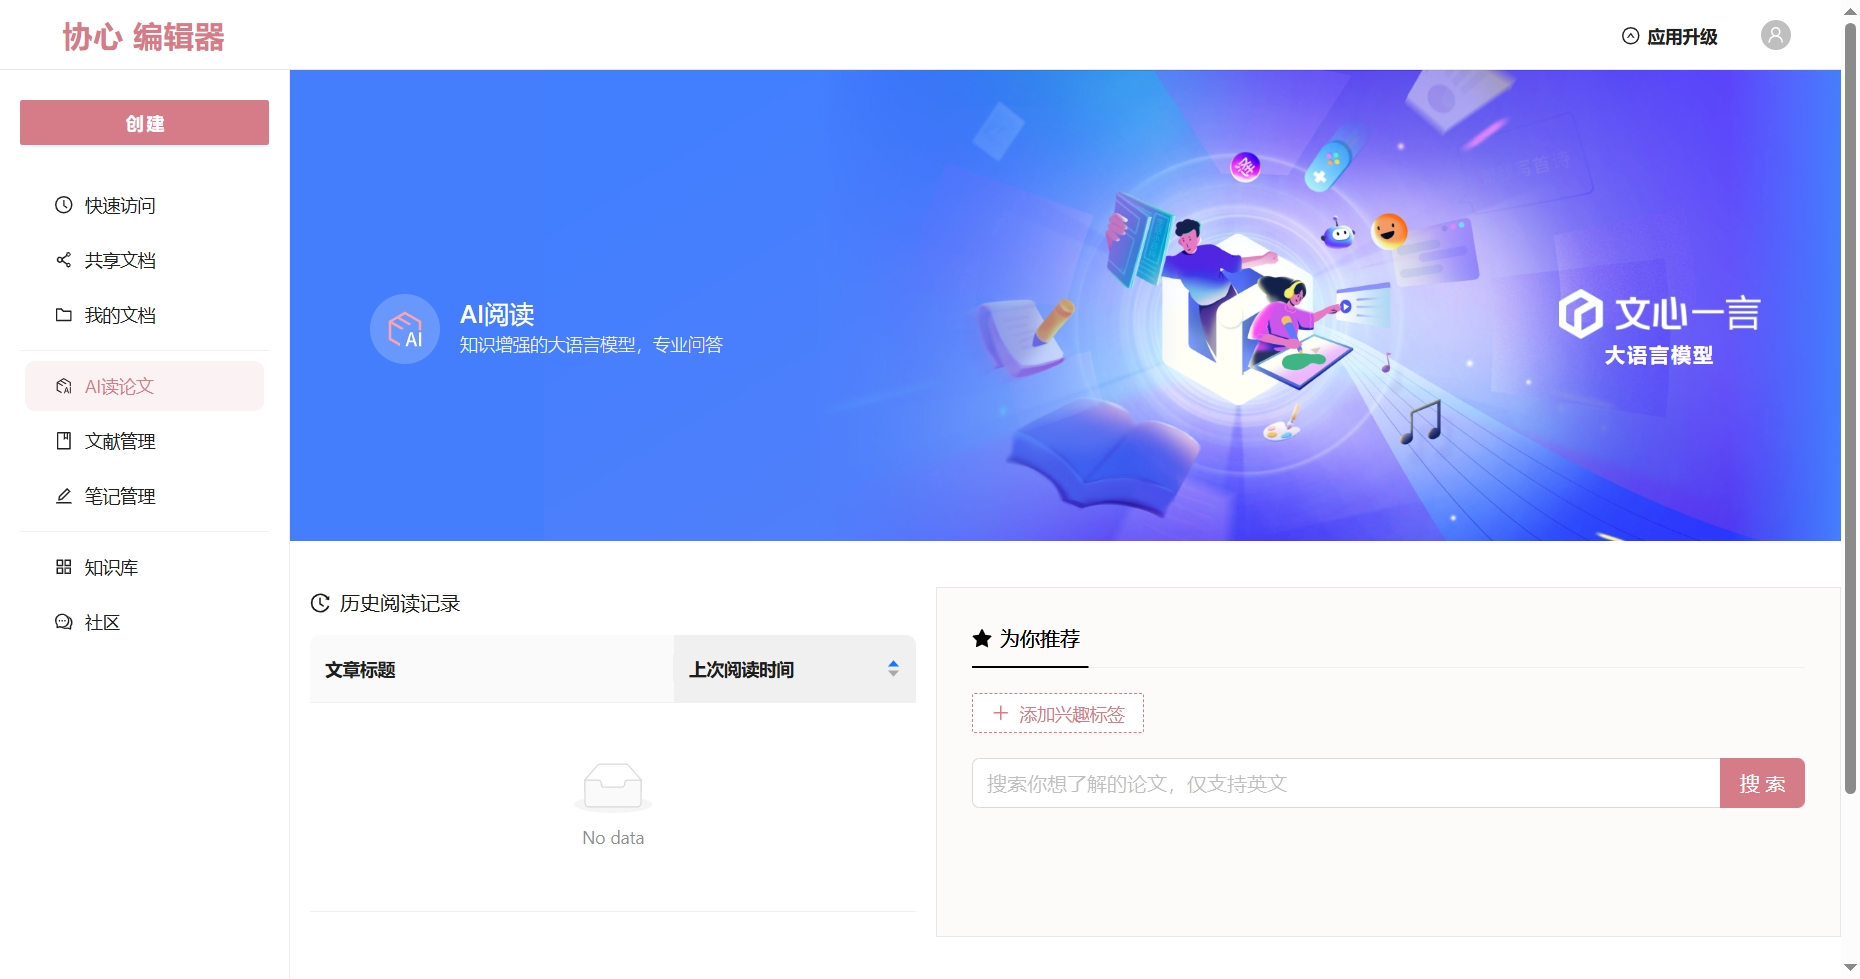 协心 编辑器
应用升级
创建
快速访问
共享文档
我的文档
AI读论文
文献管理
笔记管理
知识库
社区
AI
AI阅读
知识增强的大语言模型，专业问答
文心一言
大语言模型
历史阅读记录
文章标题
上次阅读时间
No data
为你推荐
+ 添加兴趣标签
搜索你想了解的论文，仅支持英文
搜 索